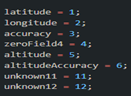 latitude = 1;
longitude = 2;
accuracy = 3;
zeroField4 = 4;
altitude = 5;
altitudeAccuracy = 6;
unknown11 = 11;
unknown12 = 12;